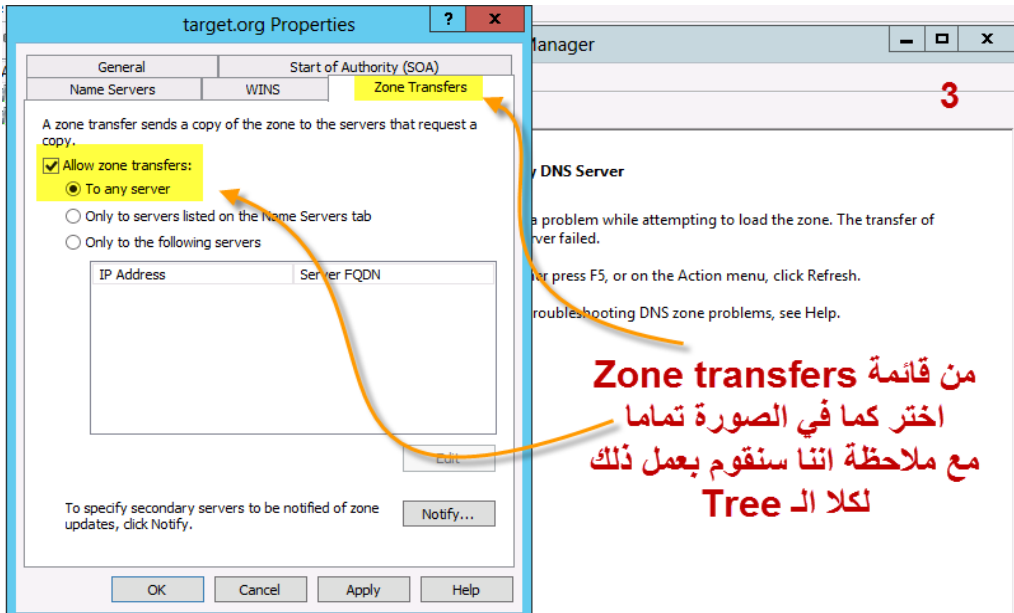 target.org Properties
?
x
General
Start of Authority (SOA)
Name Servers
WINS
Zone Transfers
A zone transfer sends a copy of the zone to the servers that request a
copy.
Allow zone transfers:
To any server
Only to servers listed on the Name Servers tab
Only to the following servers
IP Address
Server FQDN
Edit
To specify secondary servers to be notified of zone
updates, click Notify.
Notify...
OK
Cancel
Apply
Help
x
3
DNS Server
a problem while attempting to load the zone. The transfer of
failed.
press F5, or on the Action menu, click Refresh.
DNS zone problems, see Help.
من قائمة Zone transfers
اختر كما في الصورة تماما
مع ملاحظة اننا سنقوم بعمل ذلك
لكلا الـ Tree